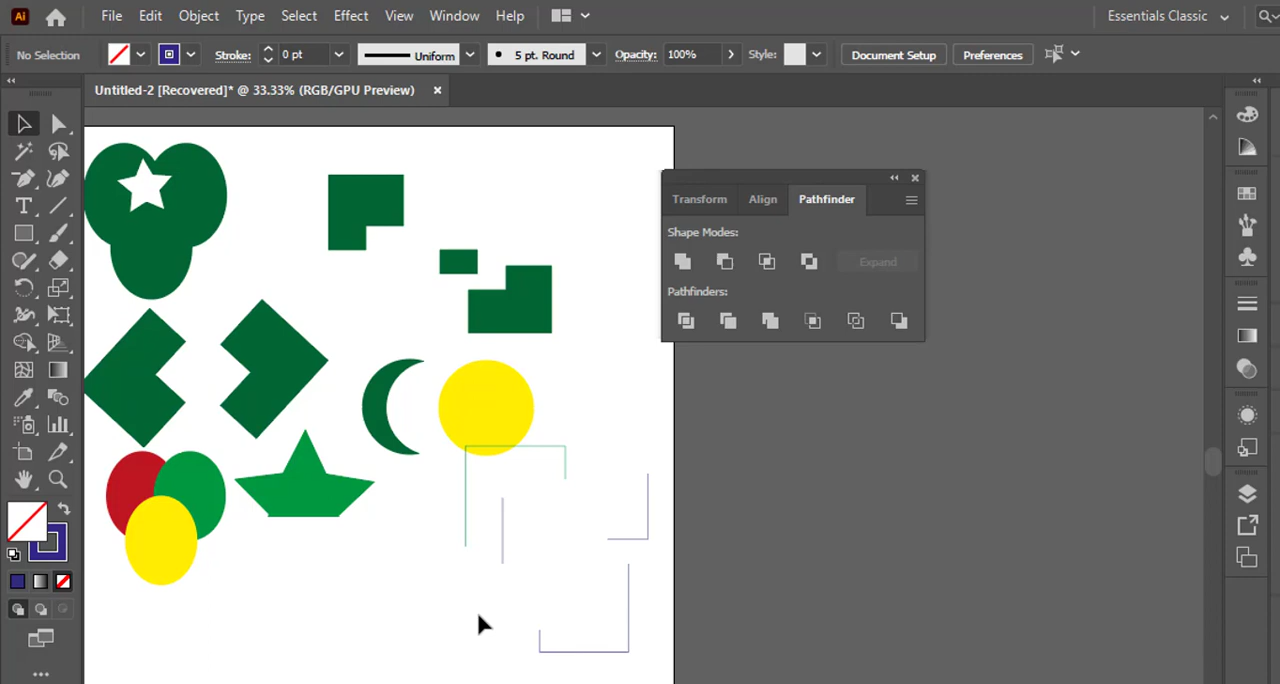 Ai File Edit Object Type Select Effect View Window Help Essentials Classic
No Selection Stroke: 0 pt Uniform 5 pt. Round Opacity: 100% Style: Document Setup Preferences
Untitled-2 [Recovered]* @ 33.33% (RGB/GPU Preview) ×
Transform Align Pathfinder
Shape Modes:
Expand
Pathfinders: